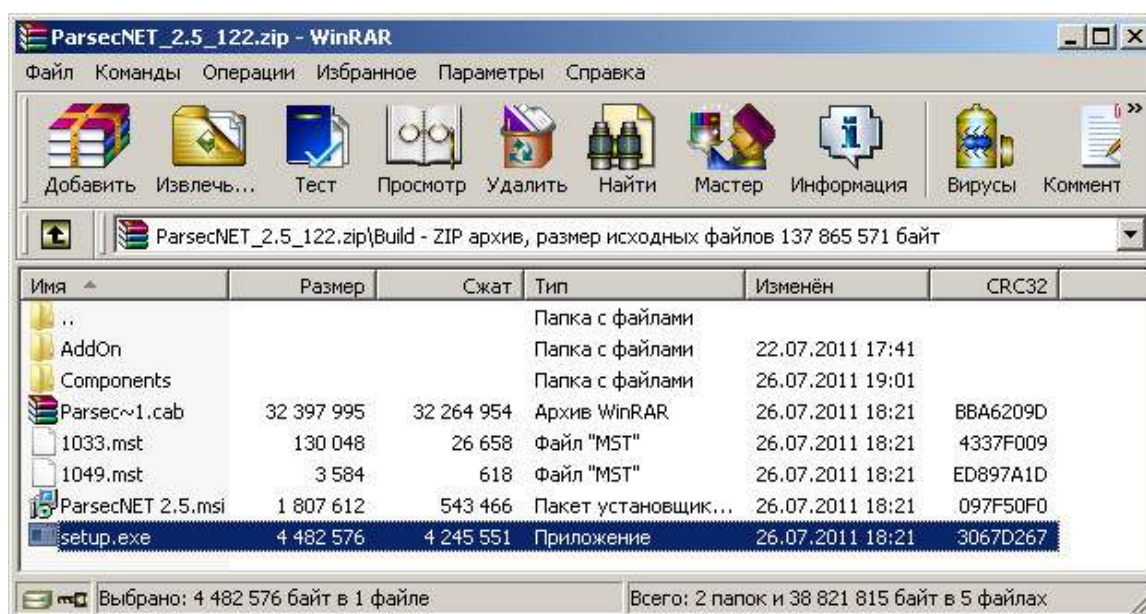 ParsecNET_2.5_122.zip - WinRAR
Файл Команды Операции Избранное Параметры Справка
Добавить Извлечь... Тест Просмотр Удалить Найти Мастер Информация Вирусы Коммент
ParsecNET_2.5_122.zip\Build - ZIP архив, размер исходных файлов 137 865 571 байт
Имя Размер Сжат Тип Изменён CRC32
.. Папка с файлами
AddOn Папка с файлами 22.07.2011 17:41
Components Папка с файлами 26.07.2011 19:01
Parsec~1.cab 32 397 995 32 264 954 Архив WinRAR 26.07.2011 18:21 BBA6209D
1033.mst 130 048 26 658 Файл "MST" 26.07.2011 18:21 4337F009
1049.mst 3 584 618 Файл "MST" 26.07.2011 18:21 ED897A1D
ParsecNET 2.5.msi 1 807 612 543 466 Пакет установщик... 26.07.2011 18:21 097F50F0
setup.exe 4 482 576 4 245 551 Приложение 26.07.2011 18:21 3067D267
Выбрано: 4 482 576 байт в 1 файле Всего: 2 папок и 38 821 815 байт в 5 файлах